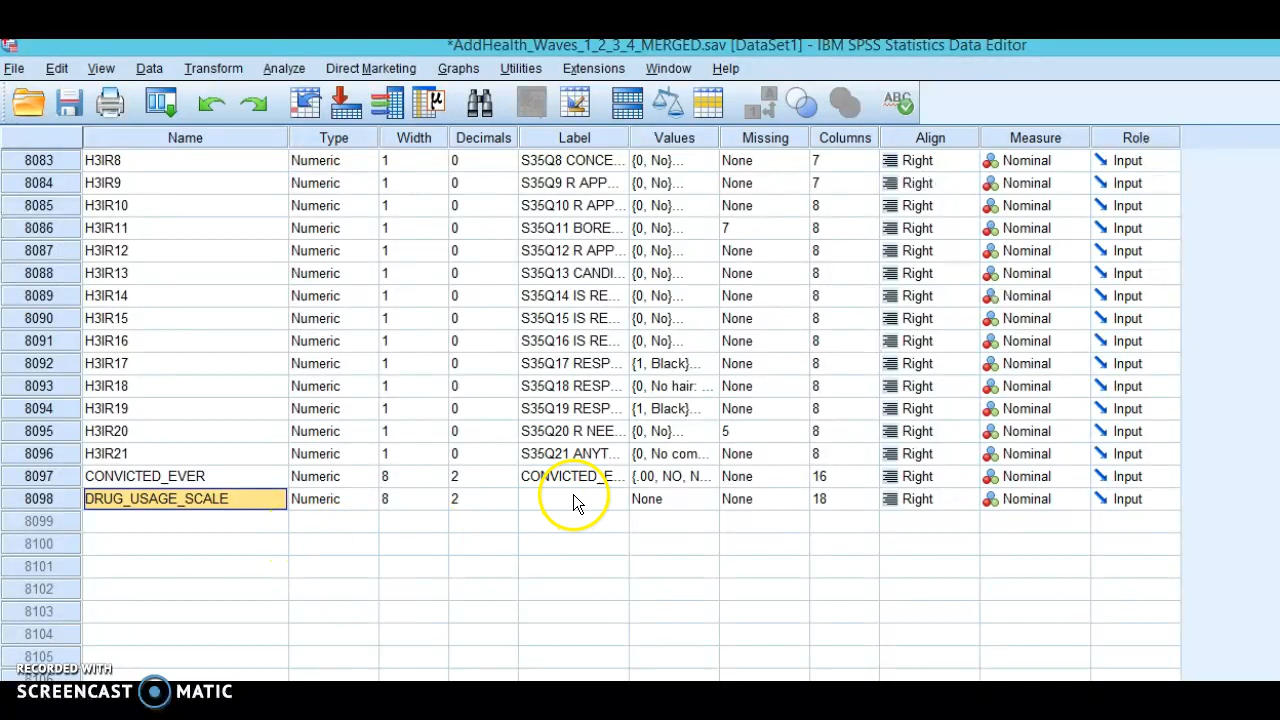 *AddHealth_Waves_1_2_3_4_MERGED.sav [DataSet1] - IBM SPSS Statistics Data Editor
File Edit View Data Transform Analyze Direct Marketing Graphs Utilities Extensions Window Help
Name Type Width Decimals Label Values Missing Columns Align Measure Role
8083 H3IR8 Numeric 1 0 S35Q8 CONCE... {0, No}... None 7 Right Nominal Input
8084 H3IR9 Numeric 1 0 S35Q9 R APP... {0, No}... None 7 Right Nominal Input
8085 H3IR10 Numeric 1 0 S35Q10 R APP... {0, No}... None 8 Right Nominal Input
8086 H3IR11 Numeric 1 0 S35Q11 BORE... {0, No}... 7 8 Right Nominal Input
8087 H3IR12 Numeric 1 0 S35Q12 R APP... {0, No}... None 8 Right Nominal Input
8088 H3IR13 Numeric 1 0 S35Q13 CANDI... {0, No}... None 8 Right Nominal Input
8089 H3IR14 Numeric 1 0 S35Q14 IS RE... {0, No}... None 8 Right Nominal Input
8090 H3IR15 Numeric 1 0 S35Q15 IS RE... {0, No}... None 8 Right Nominal Input
8091 H3IR16 Numeric 1 0 S35Q16 IS RE... {0, No}... None 8 Right Nominal Input
8092 H3IR17 Numeric 1 0 S35Q17 RESP... {1, Black}... None 8 Right Nominal Input
8093 H3IR18 Numeric 1 0 S35Q18 RESP... {0, No hair: ... None 8 Right Nominal Input
8094 H3IR19 Numeric 1 0 S35Q19 RESP... {1, Black}... None 8 Right Nominal Input
8095 H3IR20 Numeric 1 0 S35Q20 R NEE... {0, No}... 5 8 Right Nominal Input
8096 H3IR21 Numeric 1 0 S35Q21 ANYT... {0, No com... None 8 Right Nominal Input
8097 CONVICTED_EVER Numeric 8 2 CONVICTED_E... {.00, NO, N... None 16 Right Nominal Input
8098 DRUG_USAGE_SCALE Numeric 8 2 None None 18 Right Nominal Input
8099
8100
8101
8102
8103
8104
8105
RECORDED WITH
SCREENCAST MATIC